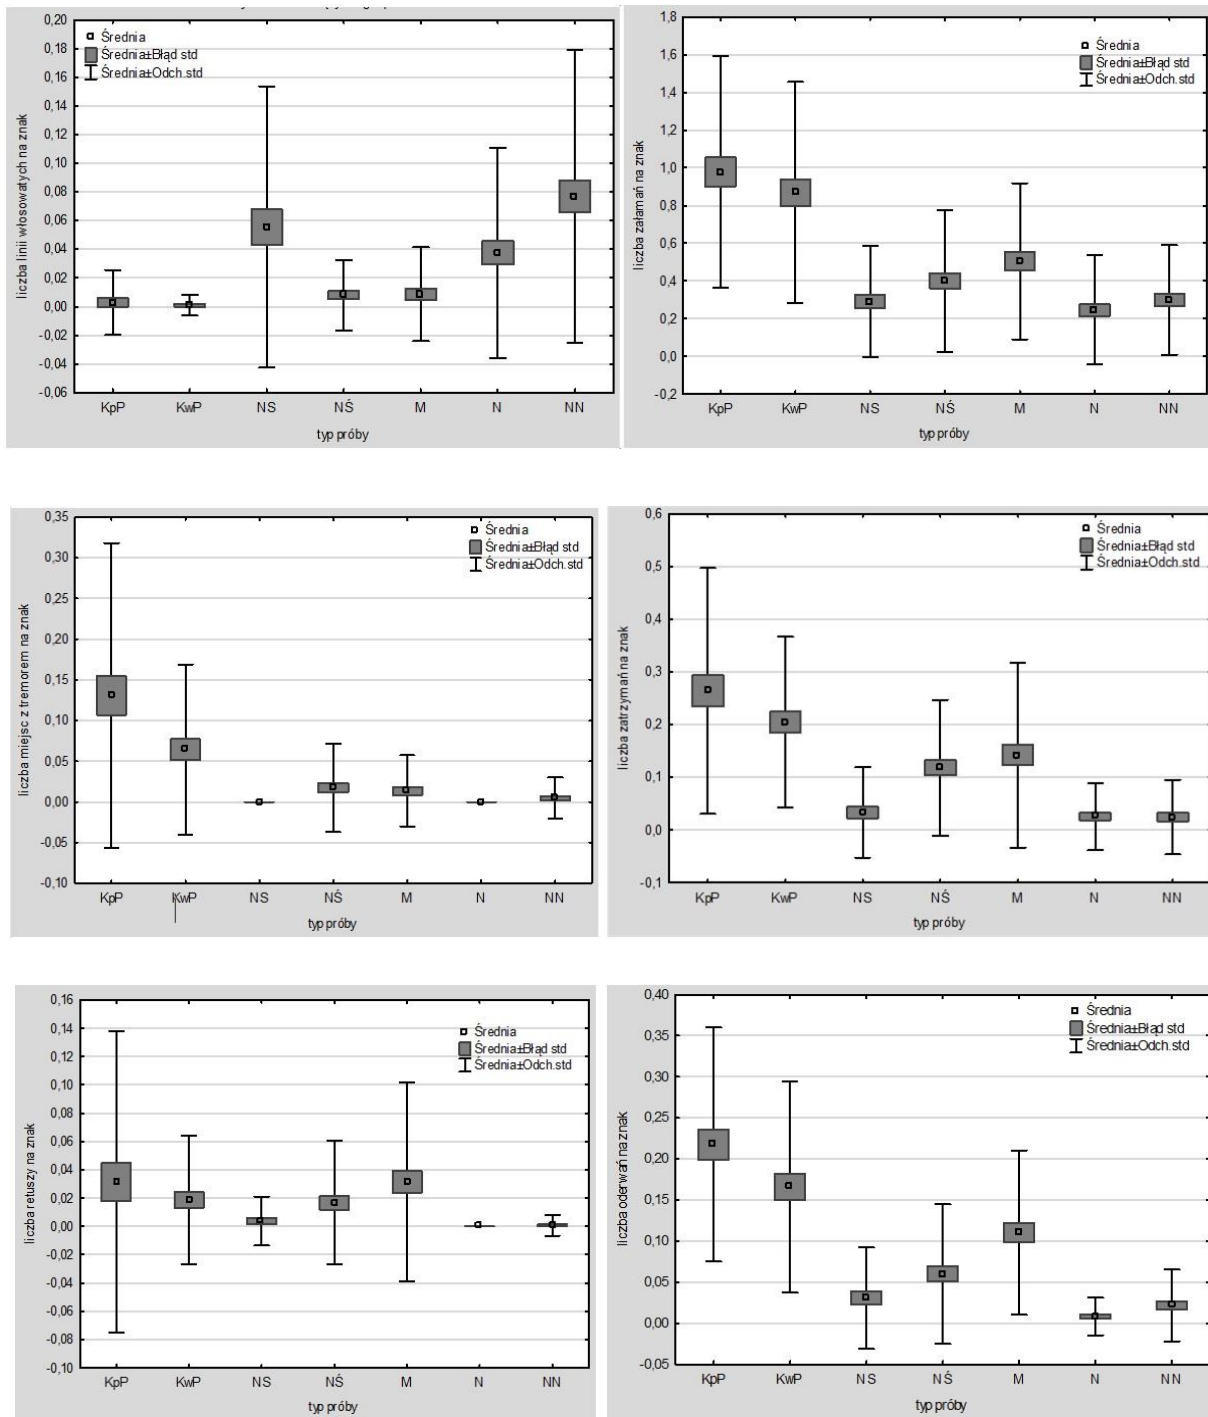 0,20
0,18
0,16
0,14
0,12
0,10
0,08
0,06
0,04
0,02
0,00
-0,02
-0,04
-0,06
liczba linii włosowatych na znak
Średnia
Średnia±Błąd std
Średnia±Odch.std
KpP KwP NS NŚ M N NN
typ próby
1,8
1,6
1,4
1,2
1,0
0,8
0,6
0,4
0,2
0,0
-0,2
liczba załamań na znak
Średnia
Średnia±Błąd std
Średnia±Odch.std
KpP KwP NS NŚ M N NN
typ próby
0,35
0,30
0,25
0,20
0,15
0,10
0,05
0,00
-0,05
-0,10
liczba miejsc z tremorem na znak
Średnia
Średnia±Błąd std
Średnia±Odch.std
KpP KwP NS NŚ M N NN
typ próby
0,6
0,5
0,4
0,3
0,2
0,1
0,0
-0,1
liczba zatrzymań na znak
Średnia
Średnia±Błąd std
Średnia±Odch.std
KpP KwP NS NŚ M N NN
typ próby
0,16
0,14
0,12
0,10
0,08
0,06
0,04
0,02
0,00
-0,02
-0,04
-0,06
-0,08
-0,10
liczba retuszy na znak
Średnia
Średnia±Błąd std
Średnia±Odch.std
KpP KwP NS NŚ M N NN
typ próby
0,40
0,35
0,30
0,25
0,20
0,15
0,10
0,05
0,00
-0,05
liczba oderwań na znak
Średnia
Średnia±Błąd std
Średnia±Odch.std
KpP KwP NS NŚ M N NN
typ próby